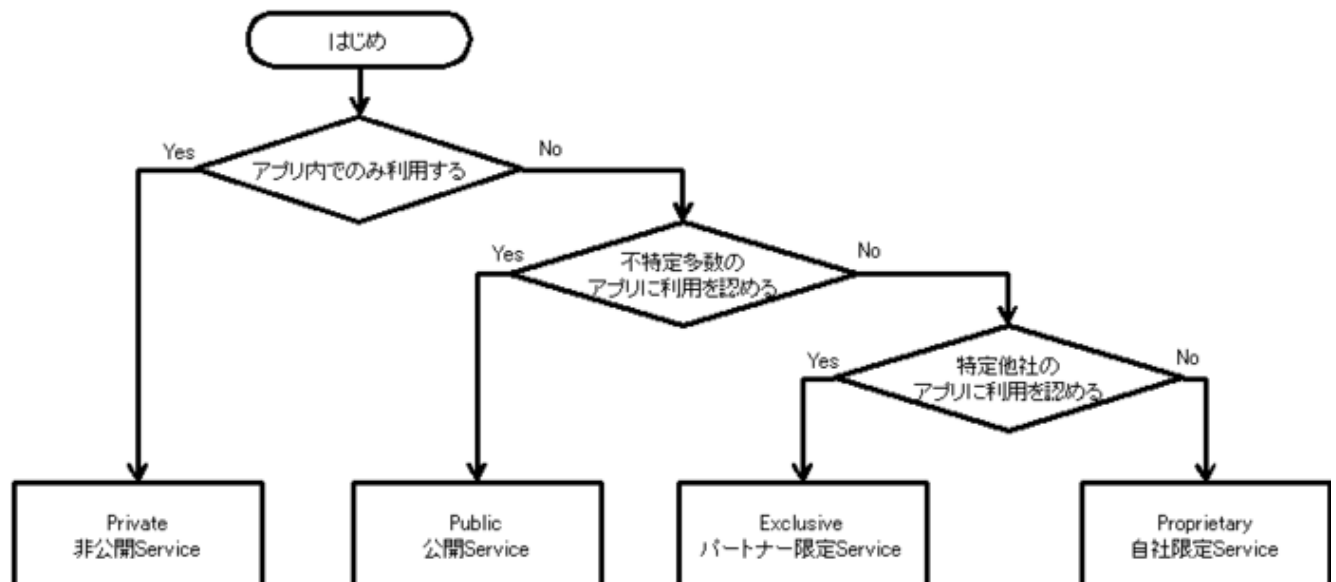 はじめ
Yes
アプリ内でのみ利用する
No
Yes
不特定多数の
アプリに利用を認める
No
Yes
特定他社の
アプリに利用を認める
No
Private
非公開Service
Public
公開Service
Exclusive
パートナー限定Service
Proprietary
自社限定Service